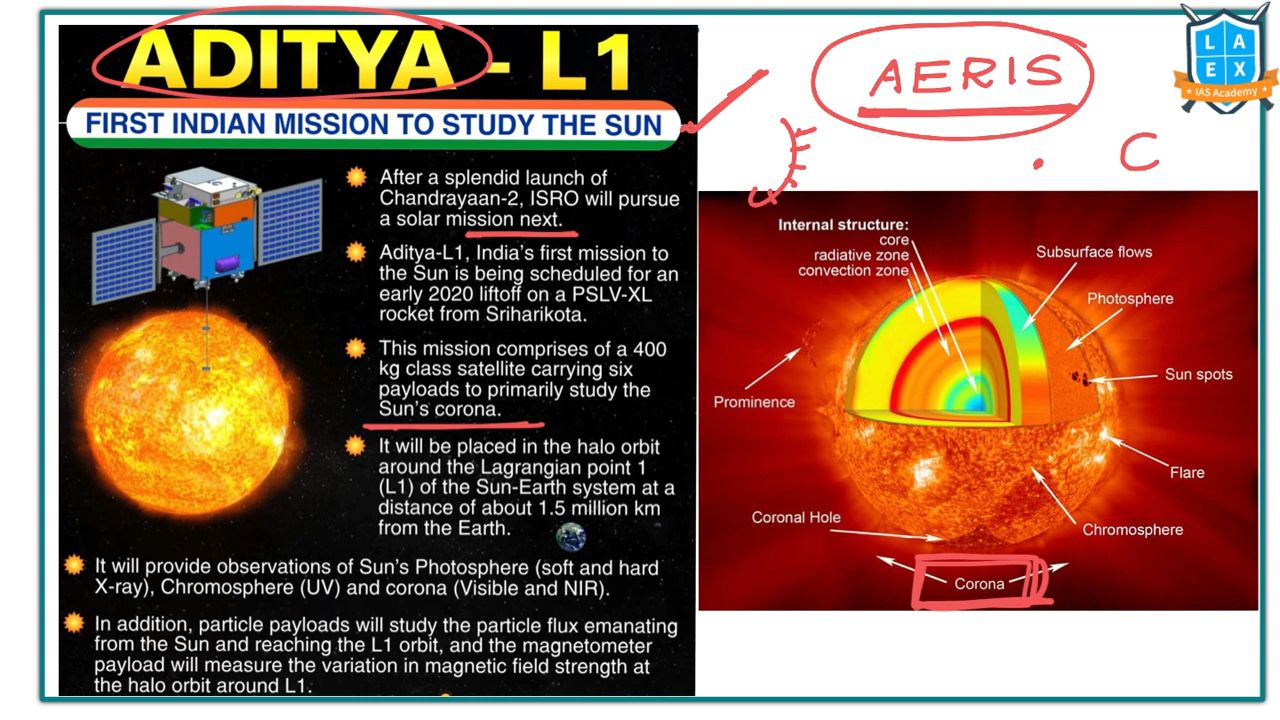 ADITYA - L1
FIRST INDIAN MISSION TO STUDY THE SUN
After a splendid launch of
Chandrayaan-2, ISRO will pursue
a solar mission next.
Aditya-L1, India's first mission to
the Sun is being scheduled for an
early 2020 liftoff on a PSLV-XL
rocket from Sriharikota.
This mission comprises of a 400
kg class satellite carrying six
payloads to primarily study the
Sun's corona.
It will be placed in the halo orbit
around the Lagrangian point 1
(L1) of the Sun-Earth system at a
distance of about 1.5 million km
from the Earth.
It will provide observations of Sun's Photosphere (soft and hard
X-ray), Chromosphere (UV) and corona (Visible and NIR).
In addition, particle payloads will study the particle flux emanating
from the Sun and reaching the L1 orbit, and the magnetometer
payload will measure the variation in magnetic field strength at
the halo orbit around L1.
AERIS
C
L A
E X
IAS Academy
Internal structure:
core
radiative zone
convection zone
Subsurface flows
Photosphere
Sun spots
Prominence
Flare
Coronal Hole
Chromosphere
Corona